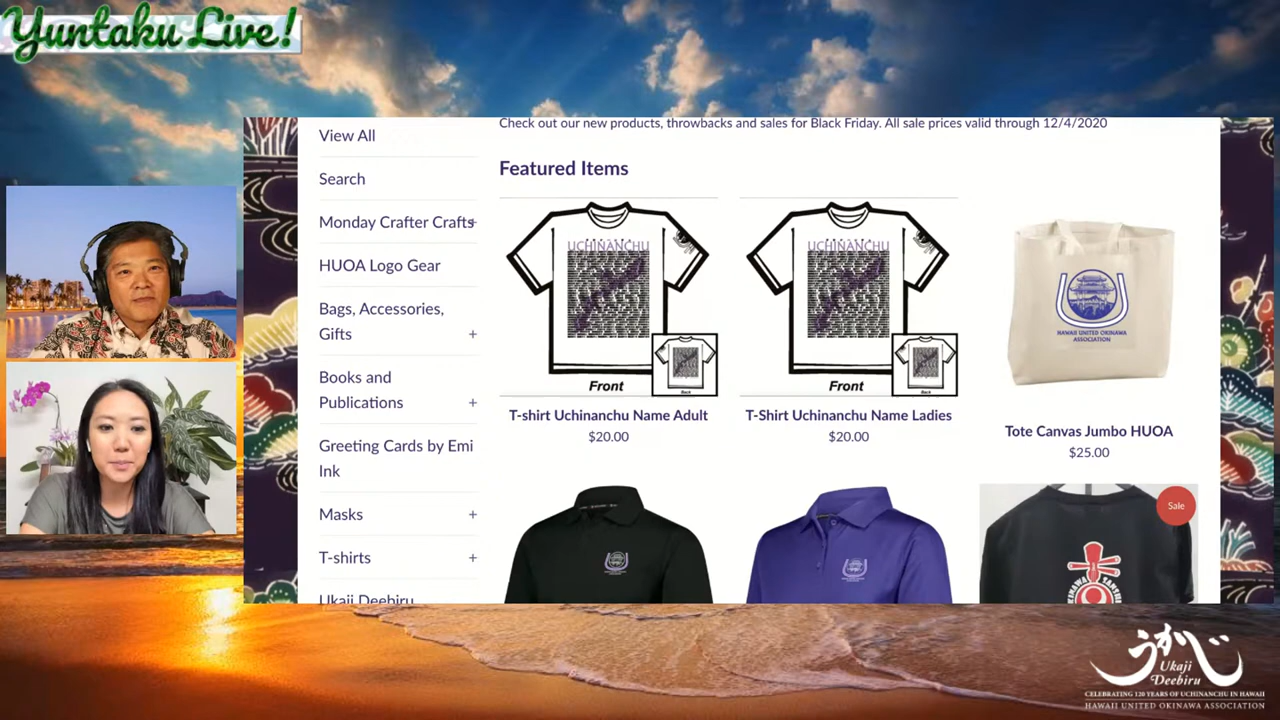 Yuntaku Live!
View All
Search
Monday Crafter Crafts+
HUOA Logo Gear
Bags, Accessories,
Gifts +
Books and
Publications +
Greeting Cards by Emi
Ink
Masks +
T-shirts +
Ukaji Deebiru
Check out our new products, throwbacks and sales for Black Friday. All sale prices valid through 12/4/2020
Featured Items
UCHINANCHU
Front
Back
T-shirt Uchinanchu Name Adult
$20.00
UCHINANCHU
Front
Back
T-Shirt Uchinanchu Name Ladies
$20.00
HAWAII UNITED OKINAWA
ASSOCIATION
Tote Canvas Jumbo HUOA
$25.00
Sale
うかじ
Ukaji
Deebiru
CELEBRATING 120 YEARS OF UCHINANCHU IN HAWAII
HAWAII UNITED OKINAWA ASSOCIATION